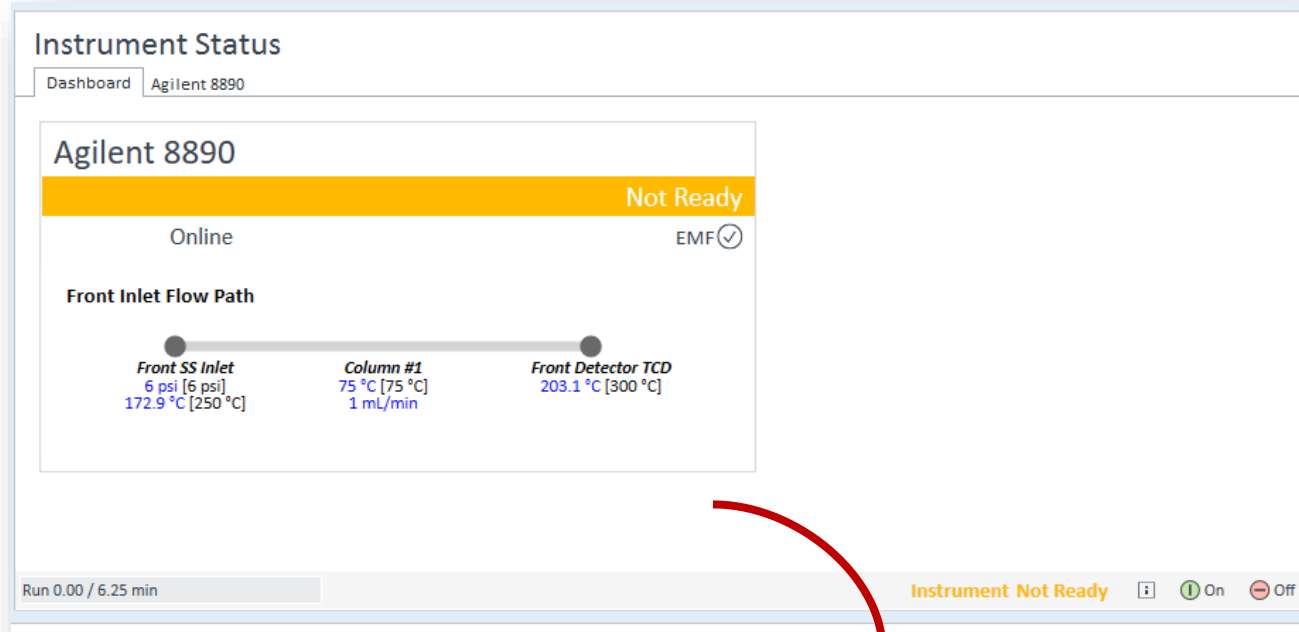 Instrument Status
Dashboard Agilent 8890
Agilent 8890
Not Ready
Online EMF
Front Inlet Flow Path
Front SS Inlet Column #1 Front Detector TCD
6 psi [6 psi] 75 °C [75 °C] 203.1 °C [300 °C]
172.9 °C [250 °C] 1 mL/min
Run 0.00 / 6.25 min Instrument Not Ready On Off